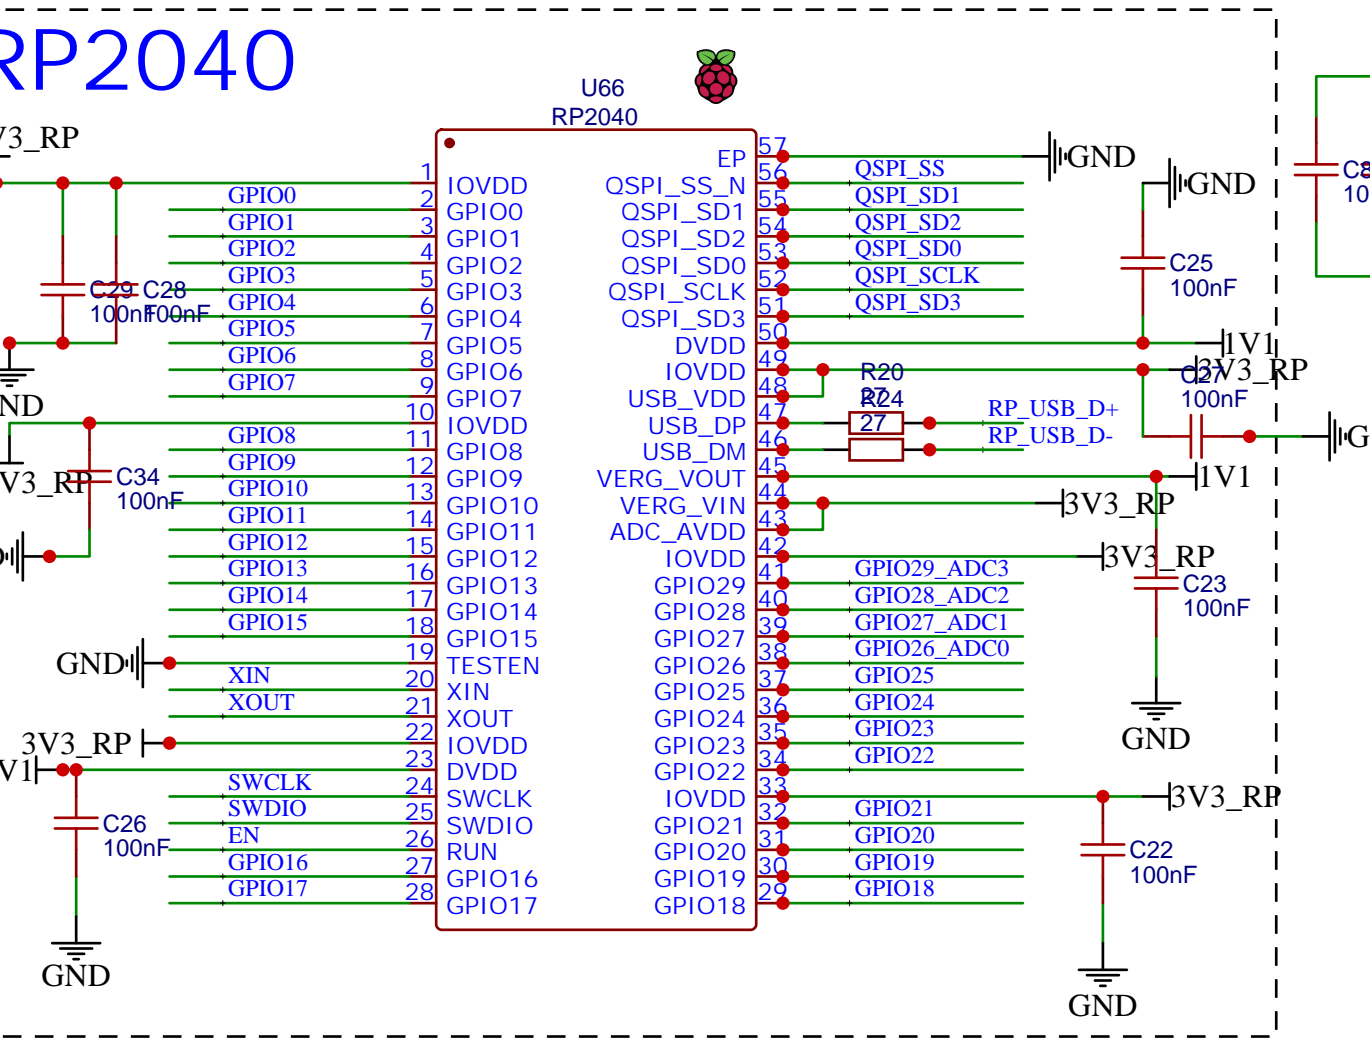 RP2040
U66
RP2040
V3_RP
57
EP
GND
1
IOVDD
QSPI_SS_N
56
QSPI_SS
GND
GPIO0
2
GPIO0
QSPI_SD1
55
QSPI_SD1
GPIO1
3
GPIO1
QSPI_SD2
54
QSPI_SD2
GPIO2
4
GPIO2
QSPI_SD0
53
QSPI_SD0
C25
100nF
GPIO3
5
GPIO3
QSPI_SCLK
52
QSPI_SCLK
C29
100nF
C28
100nF
GPIO4
6
GPIO4
QSPI_SD3
51
QSPI_SD3
GPIO5
7
GPIO5
DVDD
50
1V1
GPIO6
8
GPIO6
IOVDD
49
3V3_RP
GPIO7
9
GPIO7
USB_VDD
48
R20
27
C27
100nF
ND
10
IOVDD
USB_DP
47
R24
27
RP_USB_D+
GPIO8
11
GPIO8
USB_DM
46
RP_USB_D-
G
GPIO9
12
GPIO9
VERG_VOUT
45
1V1
V3_RP
C34
100nF
GPIO10
13
GPIO10
VERG_VIN
44
3V3_RP
GPIO11
14
GPIO11
ADC_AVDD
43
GPIO12
15
GPIO12
IOVDD
42
3V3_RP
GPIO13
16
GPIO13
GPIO29
41
GPIO29_ADC3
C23
100nF
GPIO14
17
GPIO14
GPIO28
40
GPIO28_ADC2
GPIO15
18
GPIO15
GPIO27
39
GPIO27_ADC1
GND
19
TESTEN
GPIO26
38
GPIO26_ADC0
XIN
20
XIN
GPIO25
37
GPIO25
XOUT
21
XOUT
GPIO24
36
GPIO24
GND
3V3_RP
22
IOVDD
GPIO23
35
GPIO23
V1
23
DVDD
GPIO22
34
GPIO22
SWCLK
24
SWCLK
IOVDD
33
3V3_RP
SWDIO
25
SWDIO
GPIO21
32
GPIO21
C26
100nF
EN
26
RUN
GPIO20
31
GPIO20
C22
100nF
GPIO16
27
GPIO16
GPIO19
30
GPIO19
GPIO17
28
GPIO17
GPIO18
29
GPIO18
GND
GND
C8
10